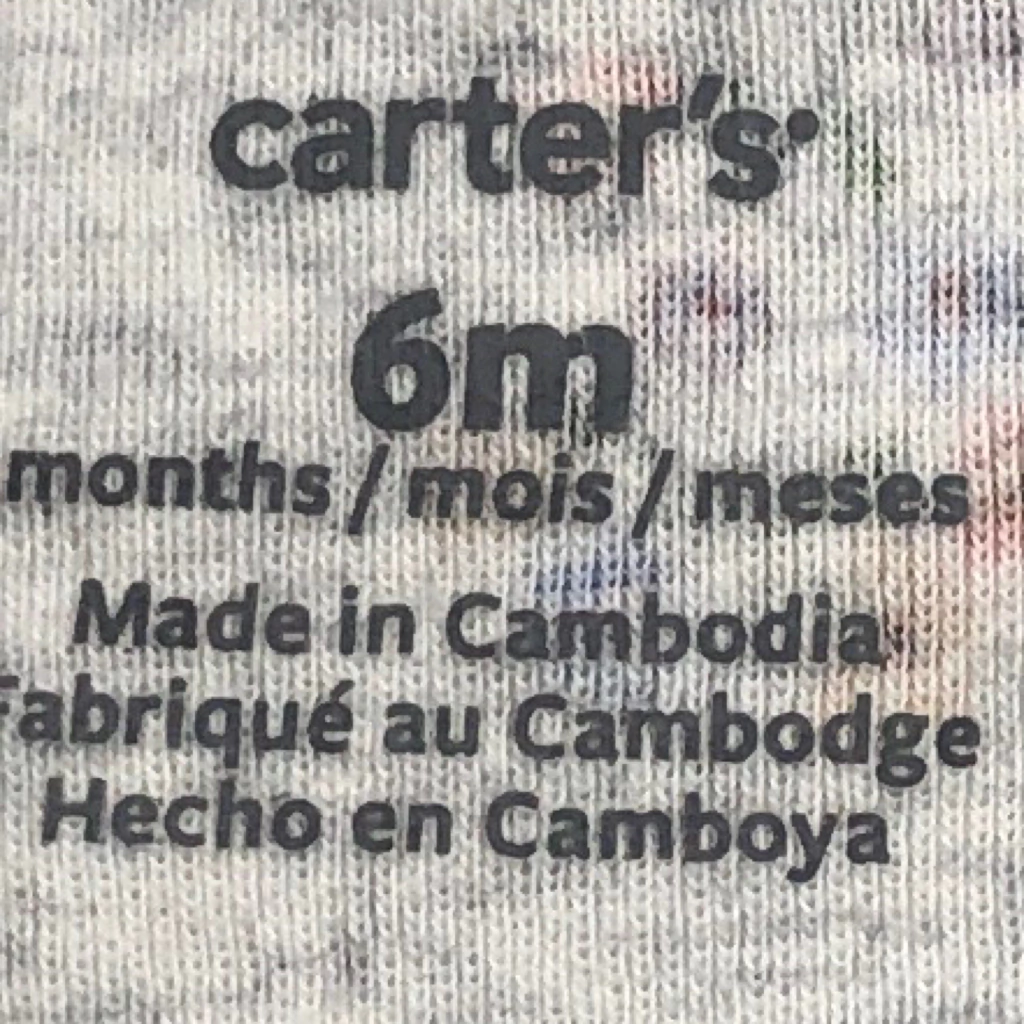 carter's
6m
months / mois / meses
Made in Cambodia
Fabriqué au Cambodge
Hecho en Camboya